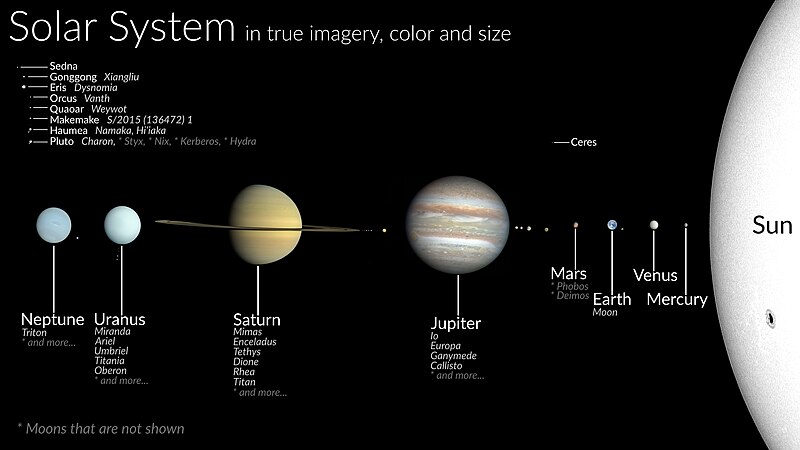 Solar System in true imagery, color and size
Sedna
Gonggong Xiangliu
Eris Dysnomia
Orcus Vanth
Quaoar Weywot
Makemake S/2015 (136472) 1
Haumea Namaka, Hi'iaka
Pluto Charon, * Styx, * Nix, * Kerberos, * Hydra
Ceres
Sun
Neptune
Triton
* and more...
Uranus
Miranda
Ariel
Umbriel
Titania
Oberon
* and more...
Saturn
Mimas
Enceladus
Tethys
Dione
Rhea
Titan
* and more...
Jupiter
Io
Europa
Ganymede
Callisto
* and more...
Mars
* Phobos
* Deimos
Earth
Moon
Venus
Mercury
* Moons that are not shown